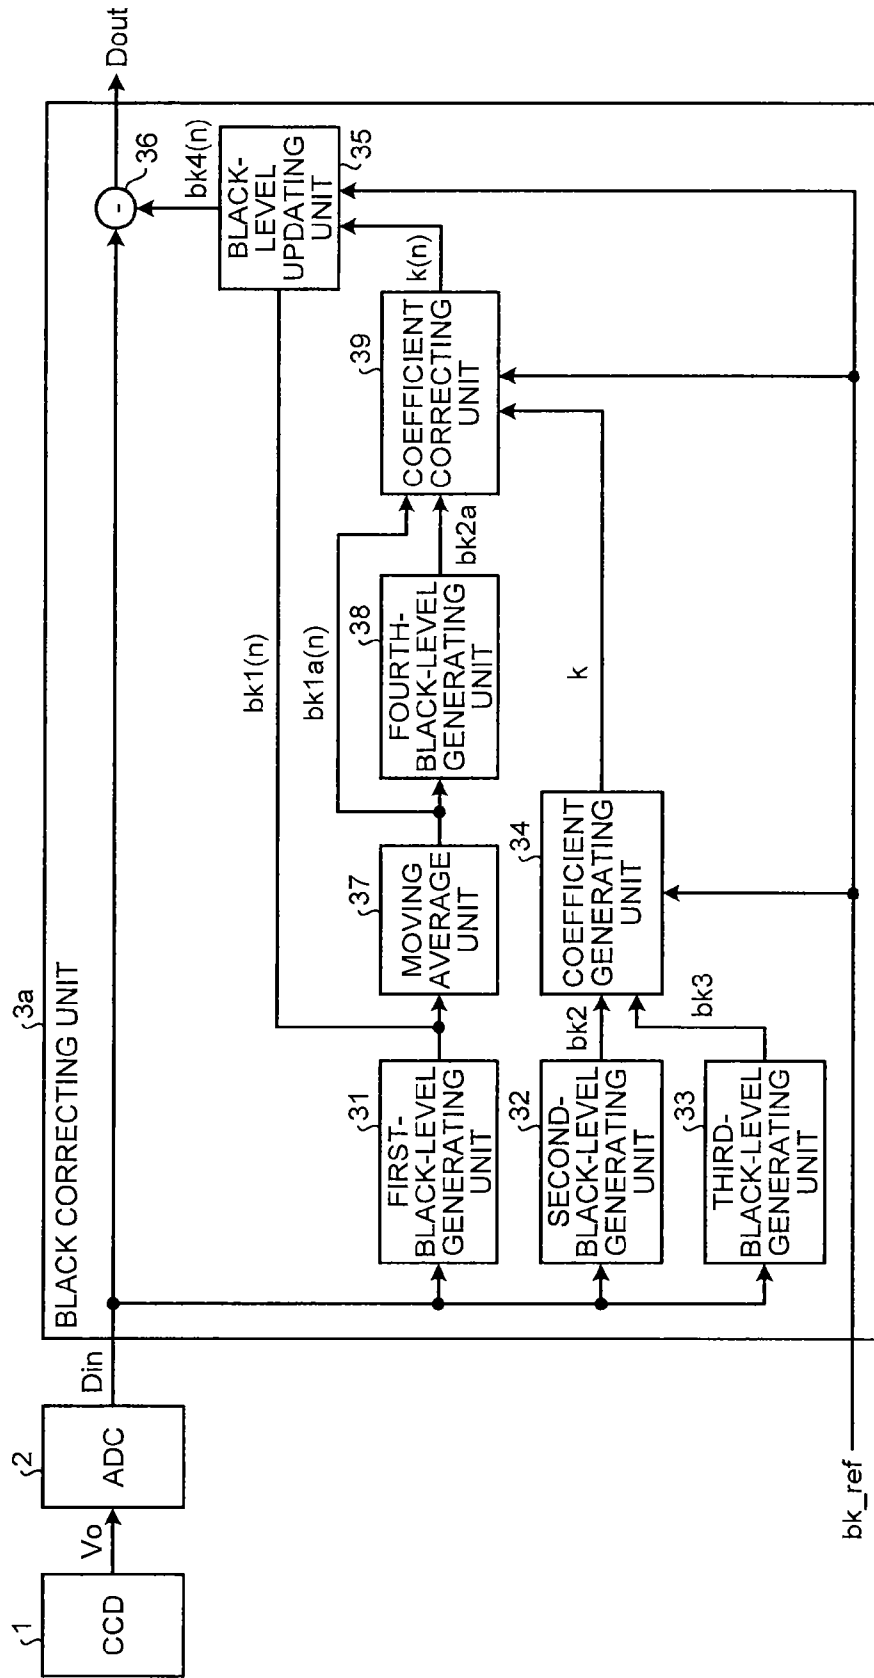 1
CCD
Vo
2
ADC
Din
3a
BLACK CORRECTING UNIT
31
FIRST-
BLACK-LEVEL
GENERATING
UNIT
32
SECOND-
BLACK-LEVEL
GENERATING
UNIT
33
THIRD-
BLACK-LEVEL
GENERATING
UNIT
bk1(n)
37
MOVING
AVERAGE
UNIT
bk2
bk3
34
COEFFICIENT
GENERATING
UNIT
bk1a(n)
38
FOURTH-
BLACK-LEVEL
GENERATING
UNIT
bk2a
k
39
COEFFICIENT
CORRECTING
UNIT
k(n)
BLACK-
LEVEL
UPDATING
UNIT
35
bk4(n)
-
36
Dout
bk_ref